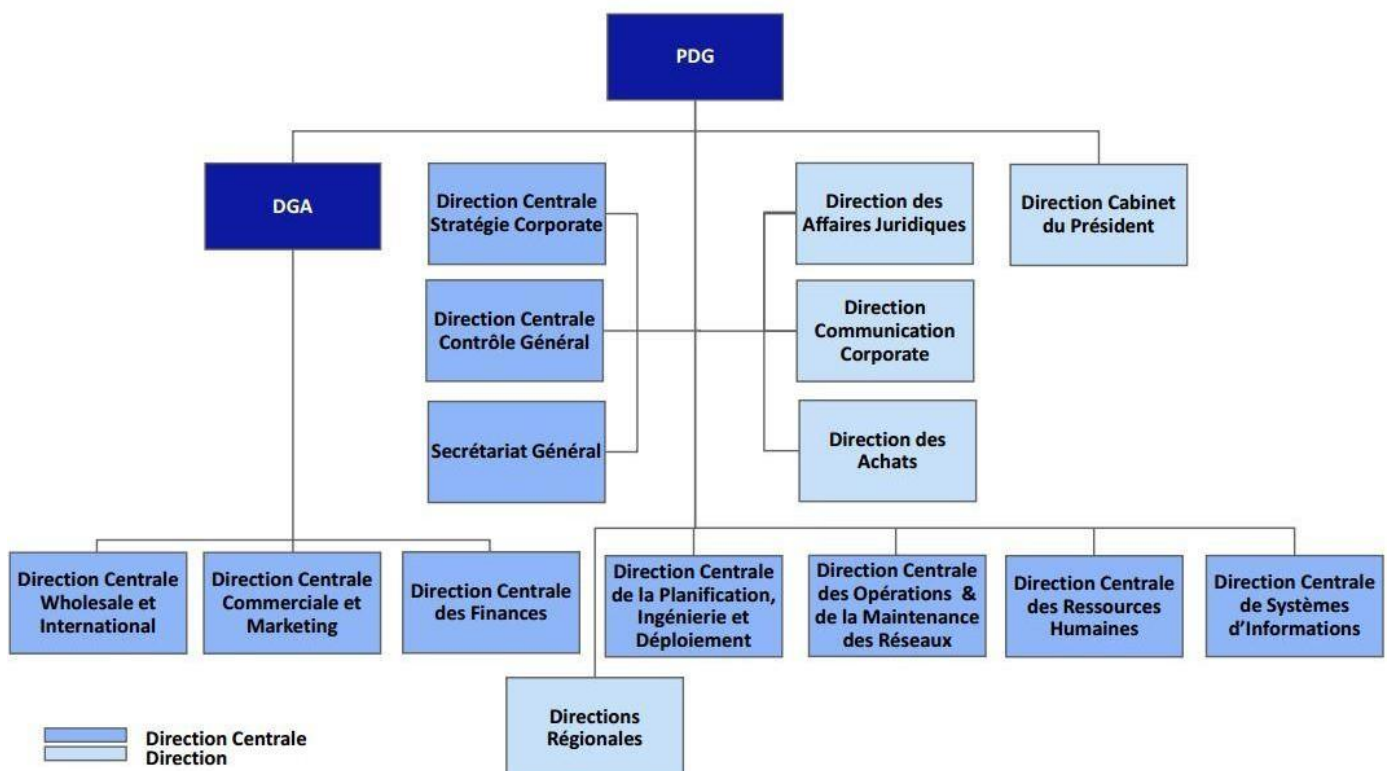 PDG
DGA
Direction Centrale
Stratégie Corporate
Direction des
Affaires Juridiques
Direction Cabinet
du Président
Direction Centrale
Contrôle Général
Direction
Communication
Corporate
Secrétariat Général
Direction des
Achats
Direction Centrale
Wholesale et
International
Direction Centrale
Commerciale et
Marketing
Direction Centrale
des Finances
Direction Centrale
de la Planification,
Ingénierie et
Déploiement
Direction Centrale
des Opérations &
de la Maintenance
des Réseaux
Direction Centrale
des Ressources
Humaines
Direction Centrale
de Systèmes
d’Informations
Directions
Régionales
Direction Centrale
Direction